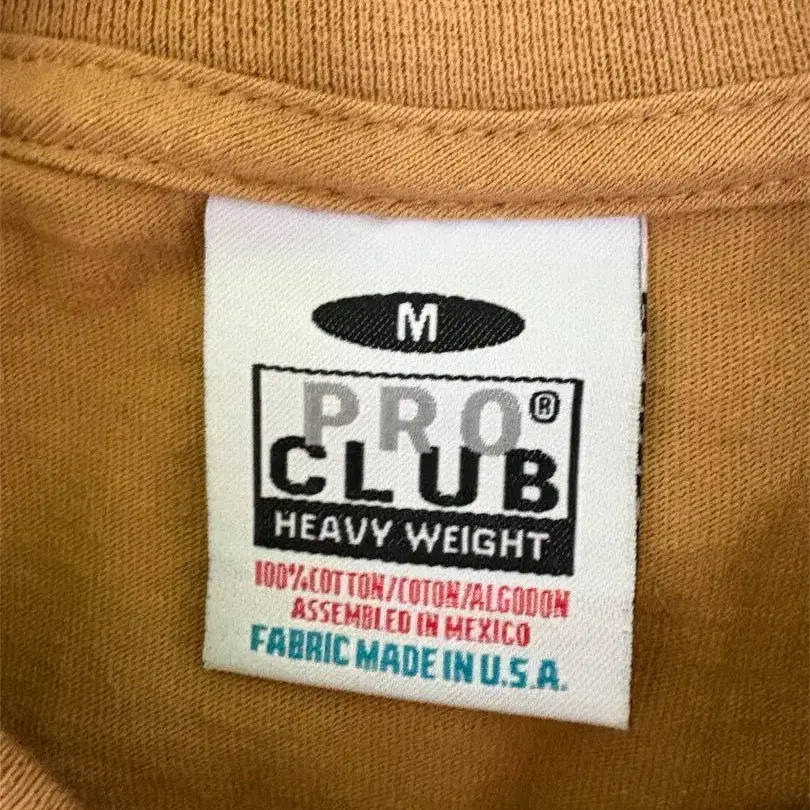 M
PRO®
CLUB
HEAVY WEIGHT
100%COTTON/COTON/ALGODON
ASSEMBLED IN MEXICO
FABRIC MADE IN U.S.A.